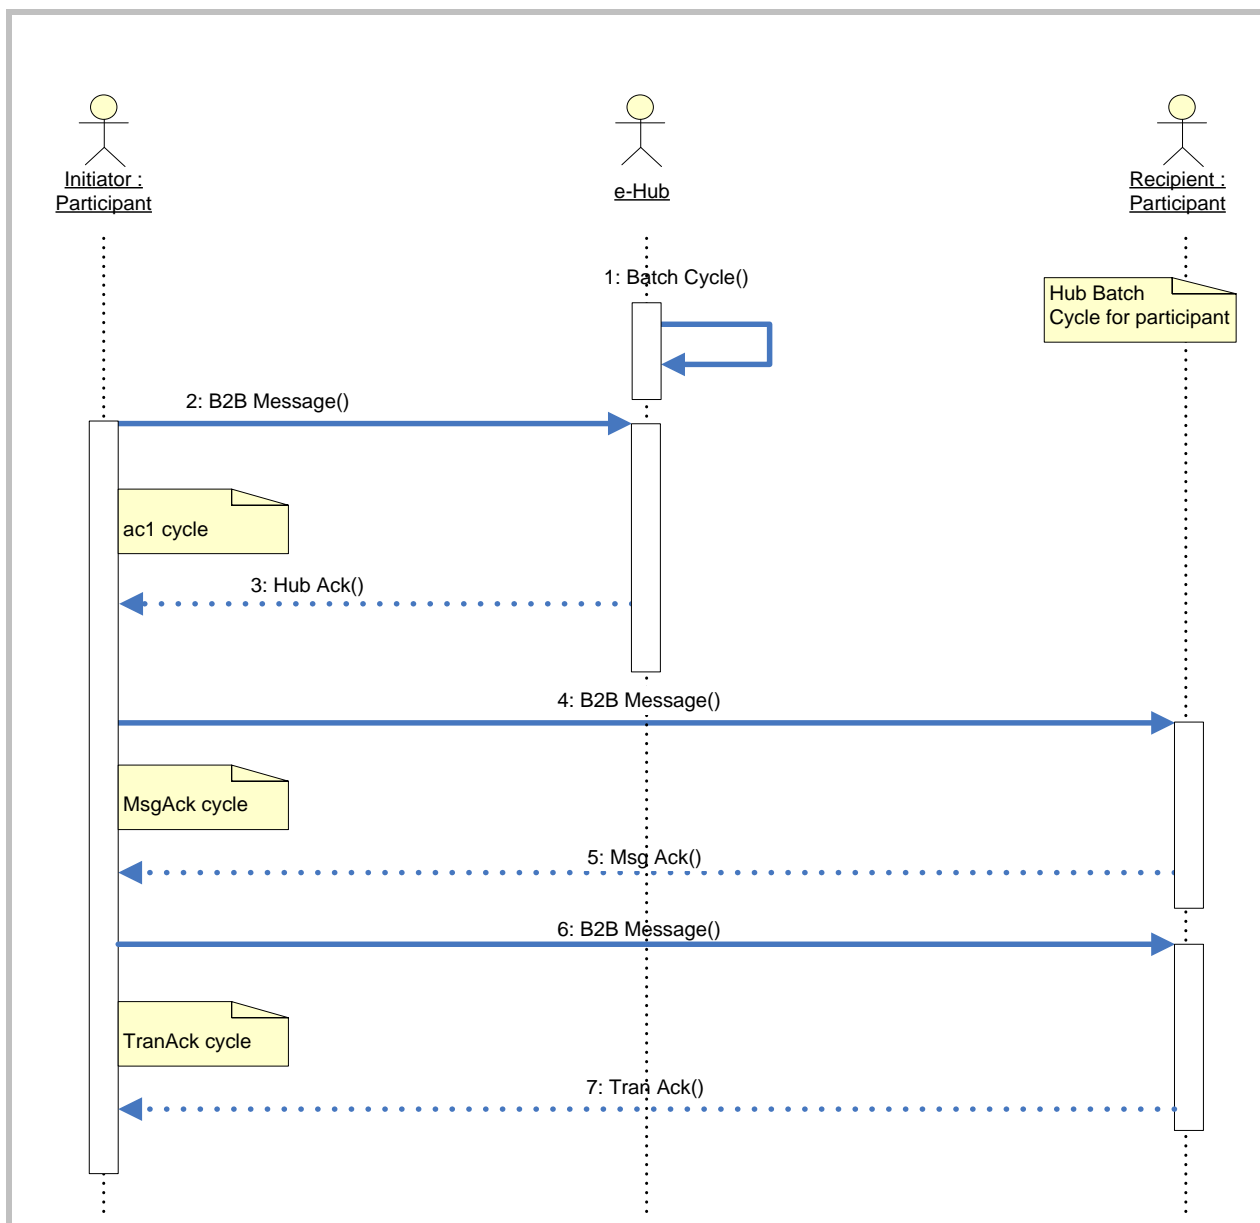 Initiator :
Participant
e-Hub
Recipient :
Participant
1: Batch Cycle()
Hub Batch
Cycle for participant
2: B2B Message()
ac1 cycle
3: Hub Ack()
4: B2B Message()
MsgAck cycle
5: Msg Ack()
6: B2B Message()
TranAck cycle
7: Tran Ack()